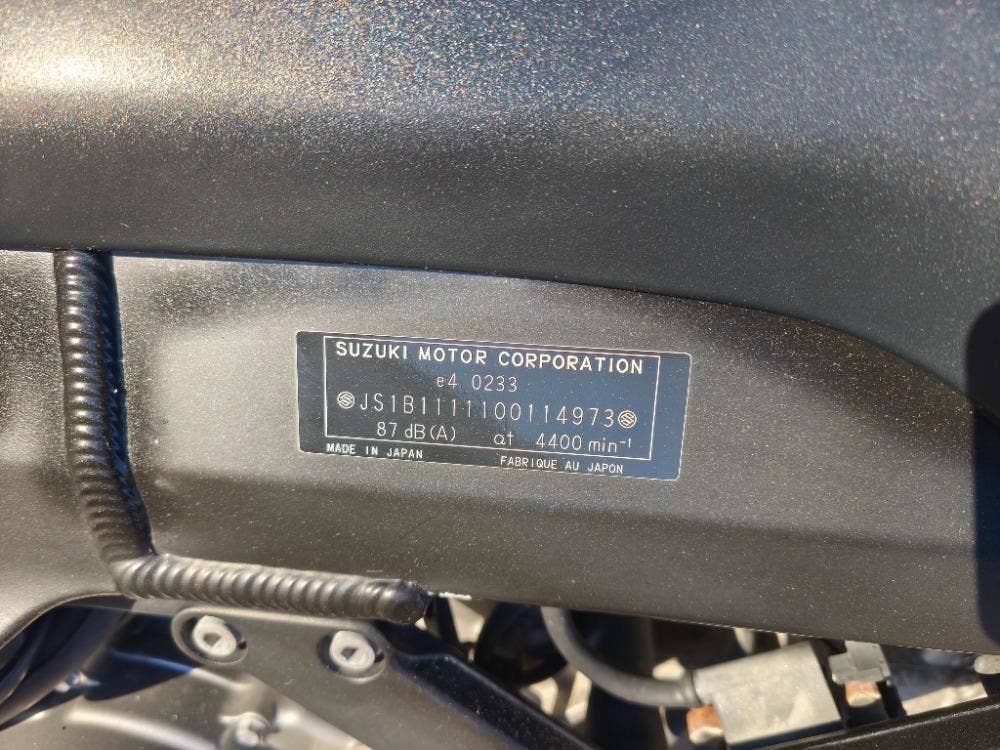 SUZUKI MOTOR CORPORATION
e4 0233
JS1B1111100114973
87 dB(A) at 4400 min⁻¹
MADE IN JAPAN FABRIQUE AU JAPON